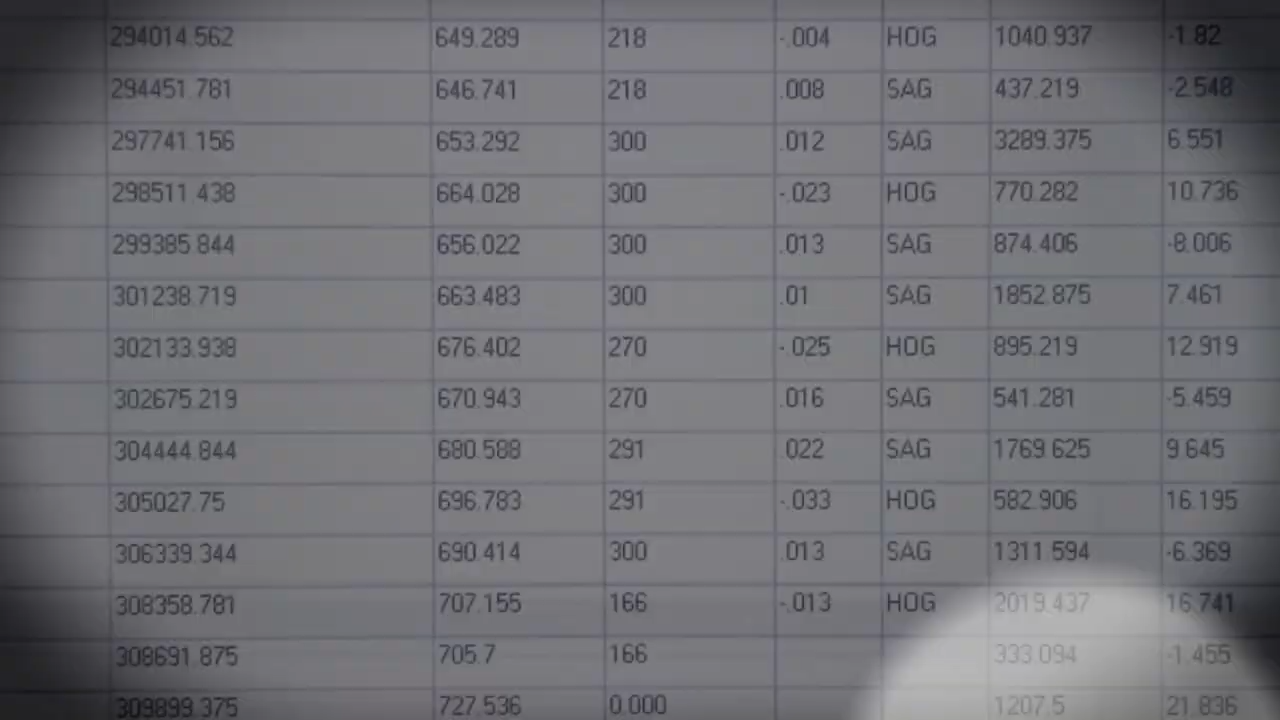 294014.562 649.289 218 -.004 HOG 1040.937 -1.82
294451.781 646.741 218 .008 SAG 437.219 -2.548
297741.156 653.292 300 .012 SAG 3289.375 6.551
298511.438 664.028 300 -.023 HOG 770.282 10.736
299385.844 656.022 300 .013 SAG 874.406 -8.006
301238.719 663.483 300 .01 SAG 1852.875 7.461
302133.938 676.402 270 -.025 HOG 895.219 12.919
302675.219 670.943 270 .016 SAG 541.281 -5.459
304444.844 680.588 291 .022 SAG 1769.625 9.645
305027.75 696.783 291 -.033 HOG 582.906 16.195
306339.344 690.414 300 .013 SAG 1311.594 -6.369
308358.781 707.155 166 -.013 HOG 2019.437 16.741
308691.875 705.7 166 333.094 -1.455
309899.375 727.536 0.000 1207.5 21.836